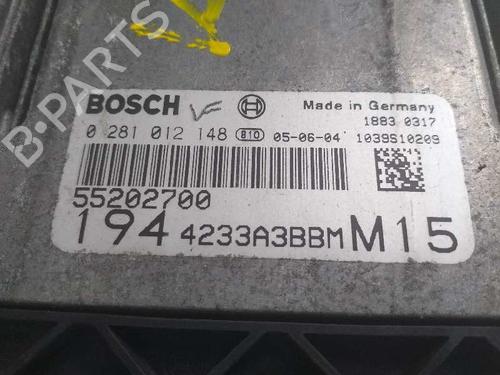 BOSCH
Made in Germany
1883 0317
0 281 012 148 810 05-06-04 1039S10209
55202700
194 4233A3BBM M15
B-PARTS